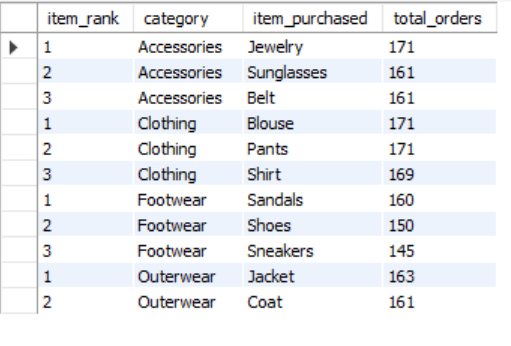 item_rank category item_purchased total_orders
1 Accessories Jewelry 171
2 Accessories Sunglasses 161
3 Accessories Belt 161
1 Clothing Blouse 171
2 Clothing Pants 171
3 Clothing Shirt 169
1 Footwear Sandals 160
2 Footwear Shoes 150
3 Footwear Sneakers 145
1 Outerwear Jacket 163
2 Outerwear Coat 161